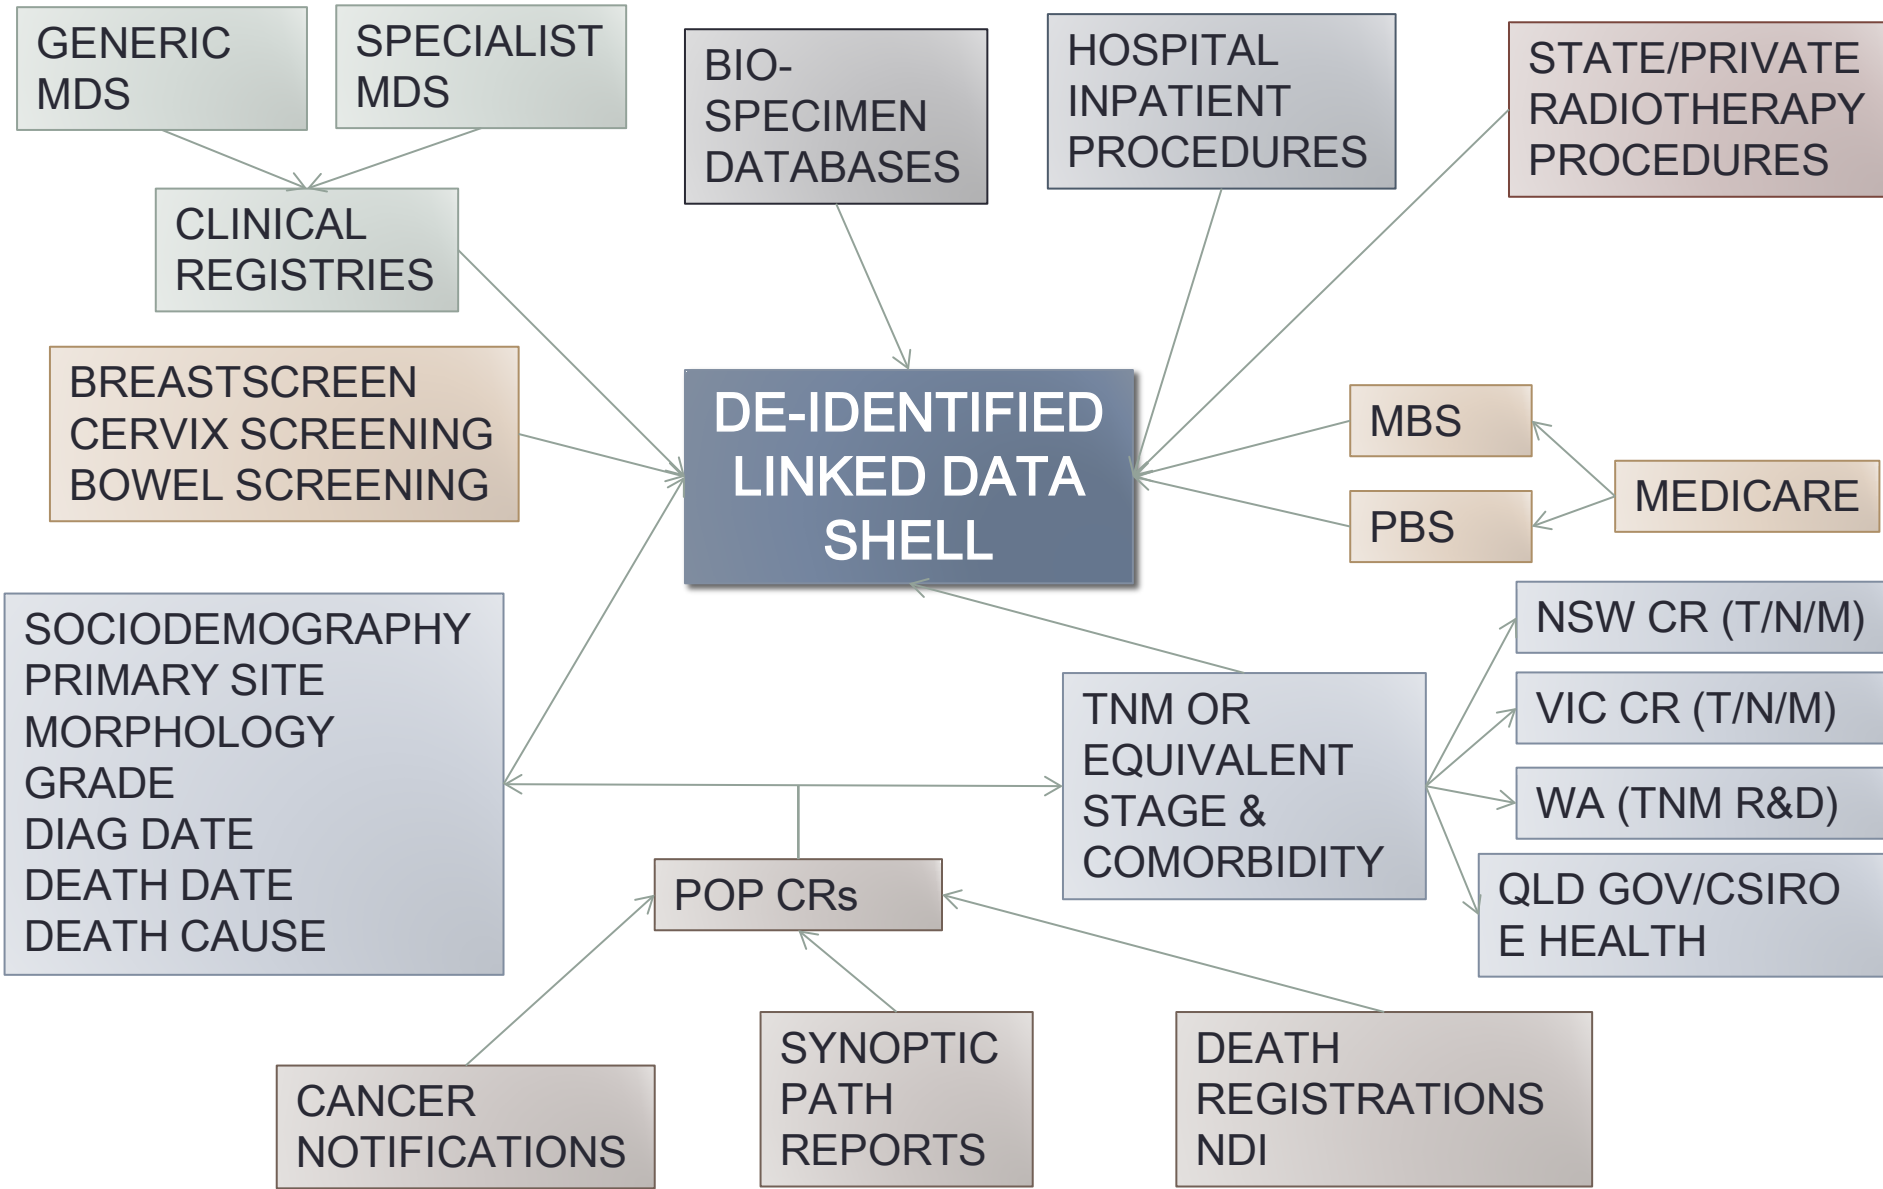 GENERIC
MDS
SPECIALIST
MDS
BIO-
SPECIMEN
DATABASES
HOSPITAL
INPATIENT
PROCEDURES
STATE/PRIVATE
RADIOTHERAPY
PROCEDURES
CLINICAL
REGISTRIES
BREASTSCREEN
CERVIX SCREENING
BOWEL SCREENING
DE-IDENTIFIED
LINKED DATA
SHELL
MBS
PBS
MEDICARE
SOCIODEMOGRAPHY
PRIMARY SITE
MORPHOLOGY
GRADE
DIAG DATE
DEATH DATE
DEATH CAUSE
TNM OR
EQUIVALENT
STAGE &
COMORBIDITY
NSW CR (T/N/M)
VIC CR (T/N/M)
WA (TNM R&D)
QLD GOV/CSIRO
E HEALTH
POP CRs
CANCER
NOTIFICATIONS
SYNOPTIC
PATH
REPORTS
DEATH
REGISTRATIONS
NDI